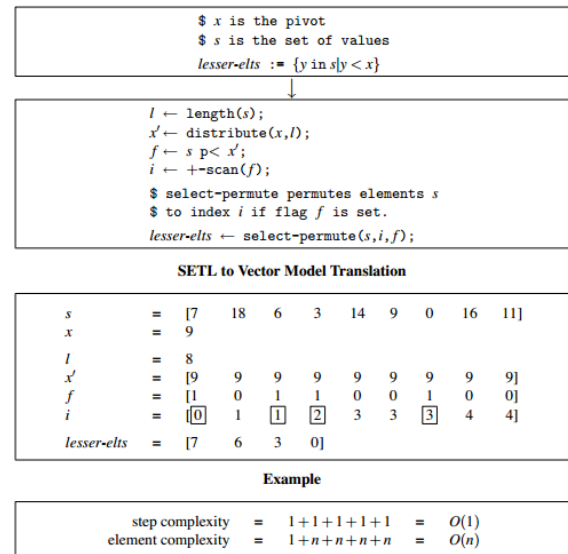 $ x is the pivot
$ s is the set of values
lesser-elts := {y in s|y < x}
↓
l ← length(s);
x′← distribute(x,l);
f ← s p< x′;
i ← +-scan(f);
$ select-permute permutes elements s
$ to index i if flag f is set.
lesser-elts ← select-permute(s,i,f);
SETL to Vector Model Translation
s = [7 18 6 3 14 9 0 16 11]
x = 9
l = 8
x′ = [9 9 9 9 9 9 9 9 9]
f = [1 0 1 1 0 0 1 0 0]
i = [0 1 1 2 3 3 3 4 4]
lesser-elts = [7 6 3 0]
Example
step complexity = 1+1+1+1+1 = O(1)
element complexity = 1+n+n+n+n = O(n)